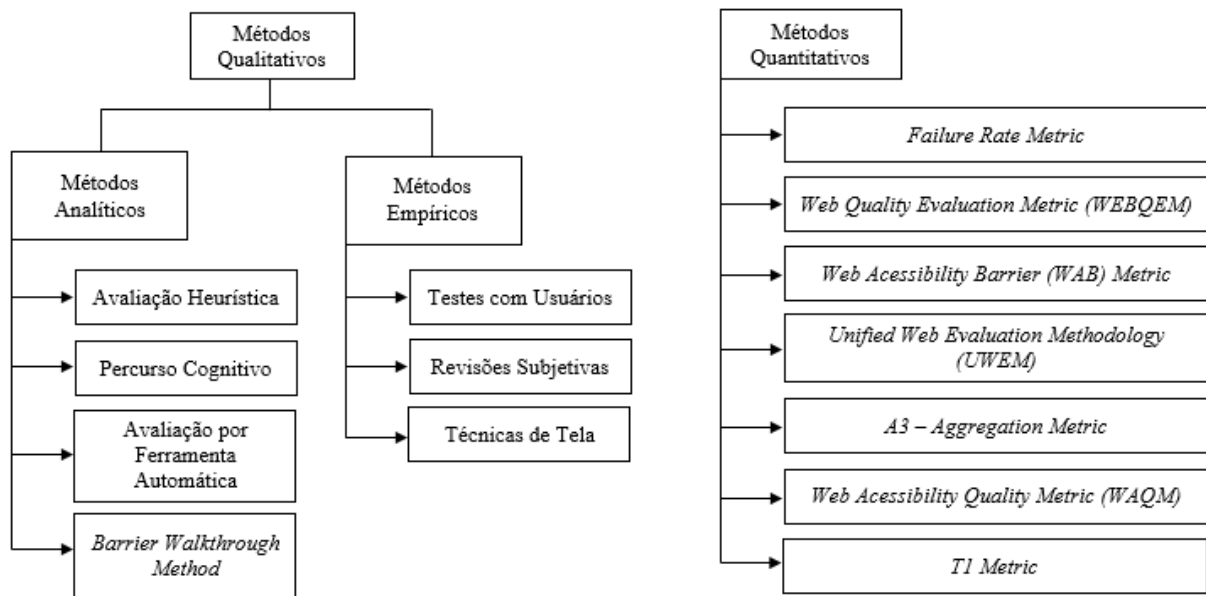 Métodos
Qualitativos
Métodos
Analíticos
Avaliação Heurística
Percurso Cognitivo
Avaliação por
Ferramenta
Automática
Barrier Walkthrough
Method
Métodos
Empíricos
Testes com Usuários
Revisões Subjetivas
Técnicas de Tela
Métodos
Quantitativos
Failure Rate Metric
Web Quality Evaluation Metric (WEBQEM)
Web Acessibility Barrier (WAB) Metric
Unified Web Evaluation Methodology
(UWEM)
A3 – Aggregation Metric
Web Acessibility Quality Metric (WAQM)
T1 Metric